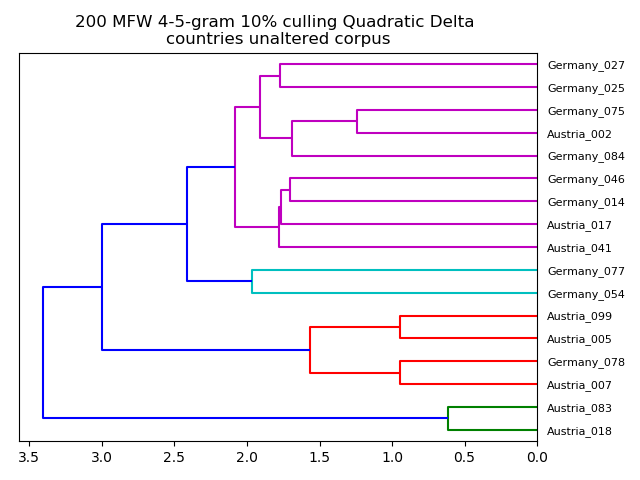 200 MFW 4-5-gram 10% culling Quadratic Delta
countries unaltered corpus
Germany_027
Germany_025
Germany_075
Austria_002
Germany_084
Germany_046
Germany_014
Austria_017
Austria_041
Germany_077
Germany_054
Austria_099
Austria_005
Germany_078
Austria_007
Austria_083
Austria_018
3.5 3.0 2.5 2.0 1.5 1.0 0.5 0.0